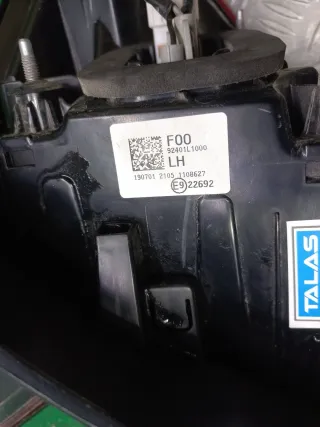 F00
92401L1000
LH
190701 2105 1108627
E9 22692
TALAS